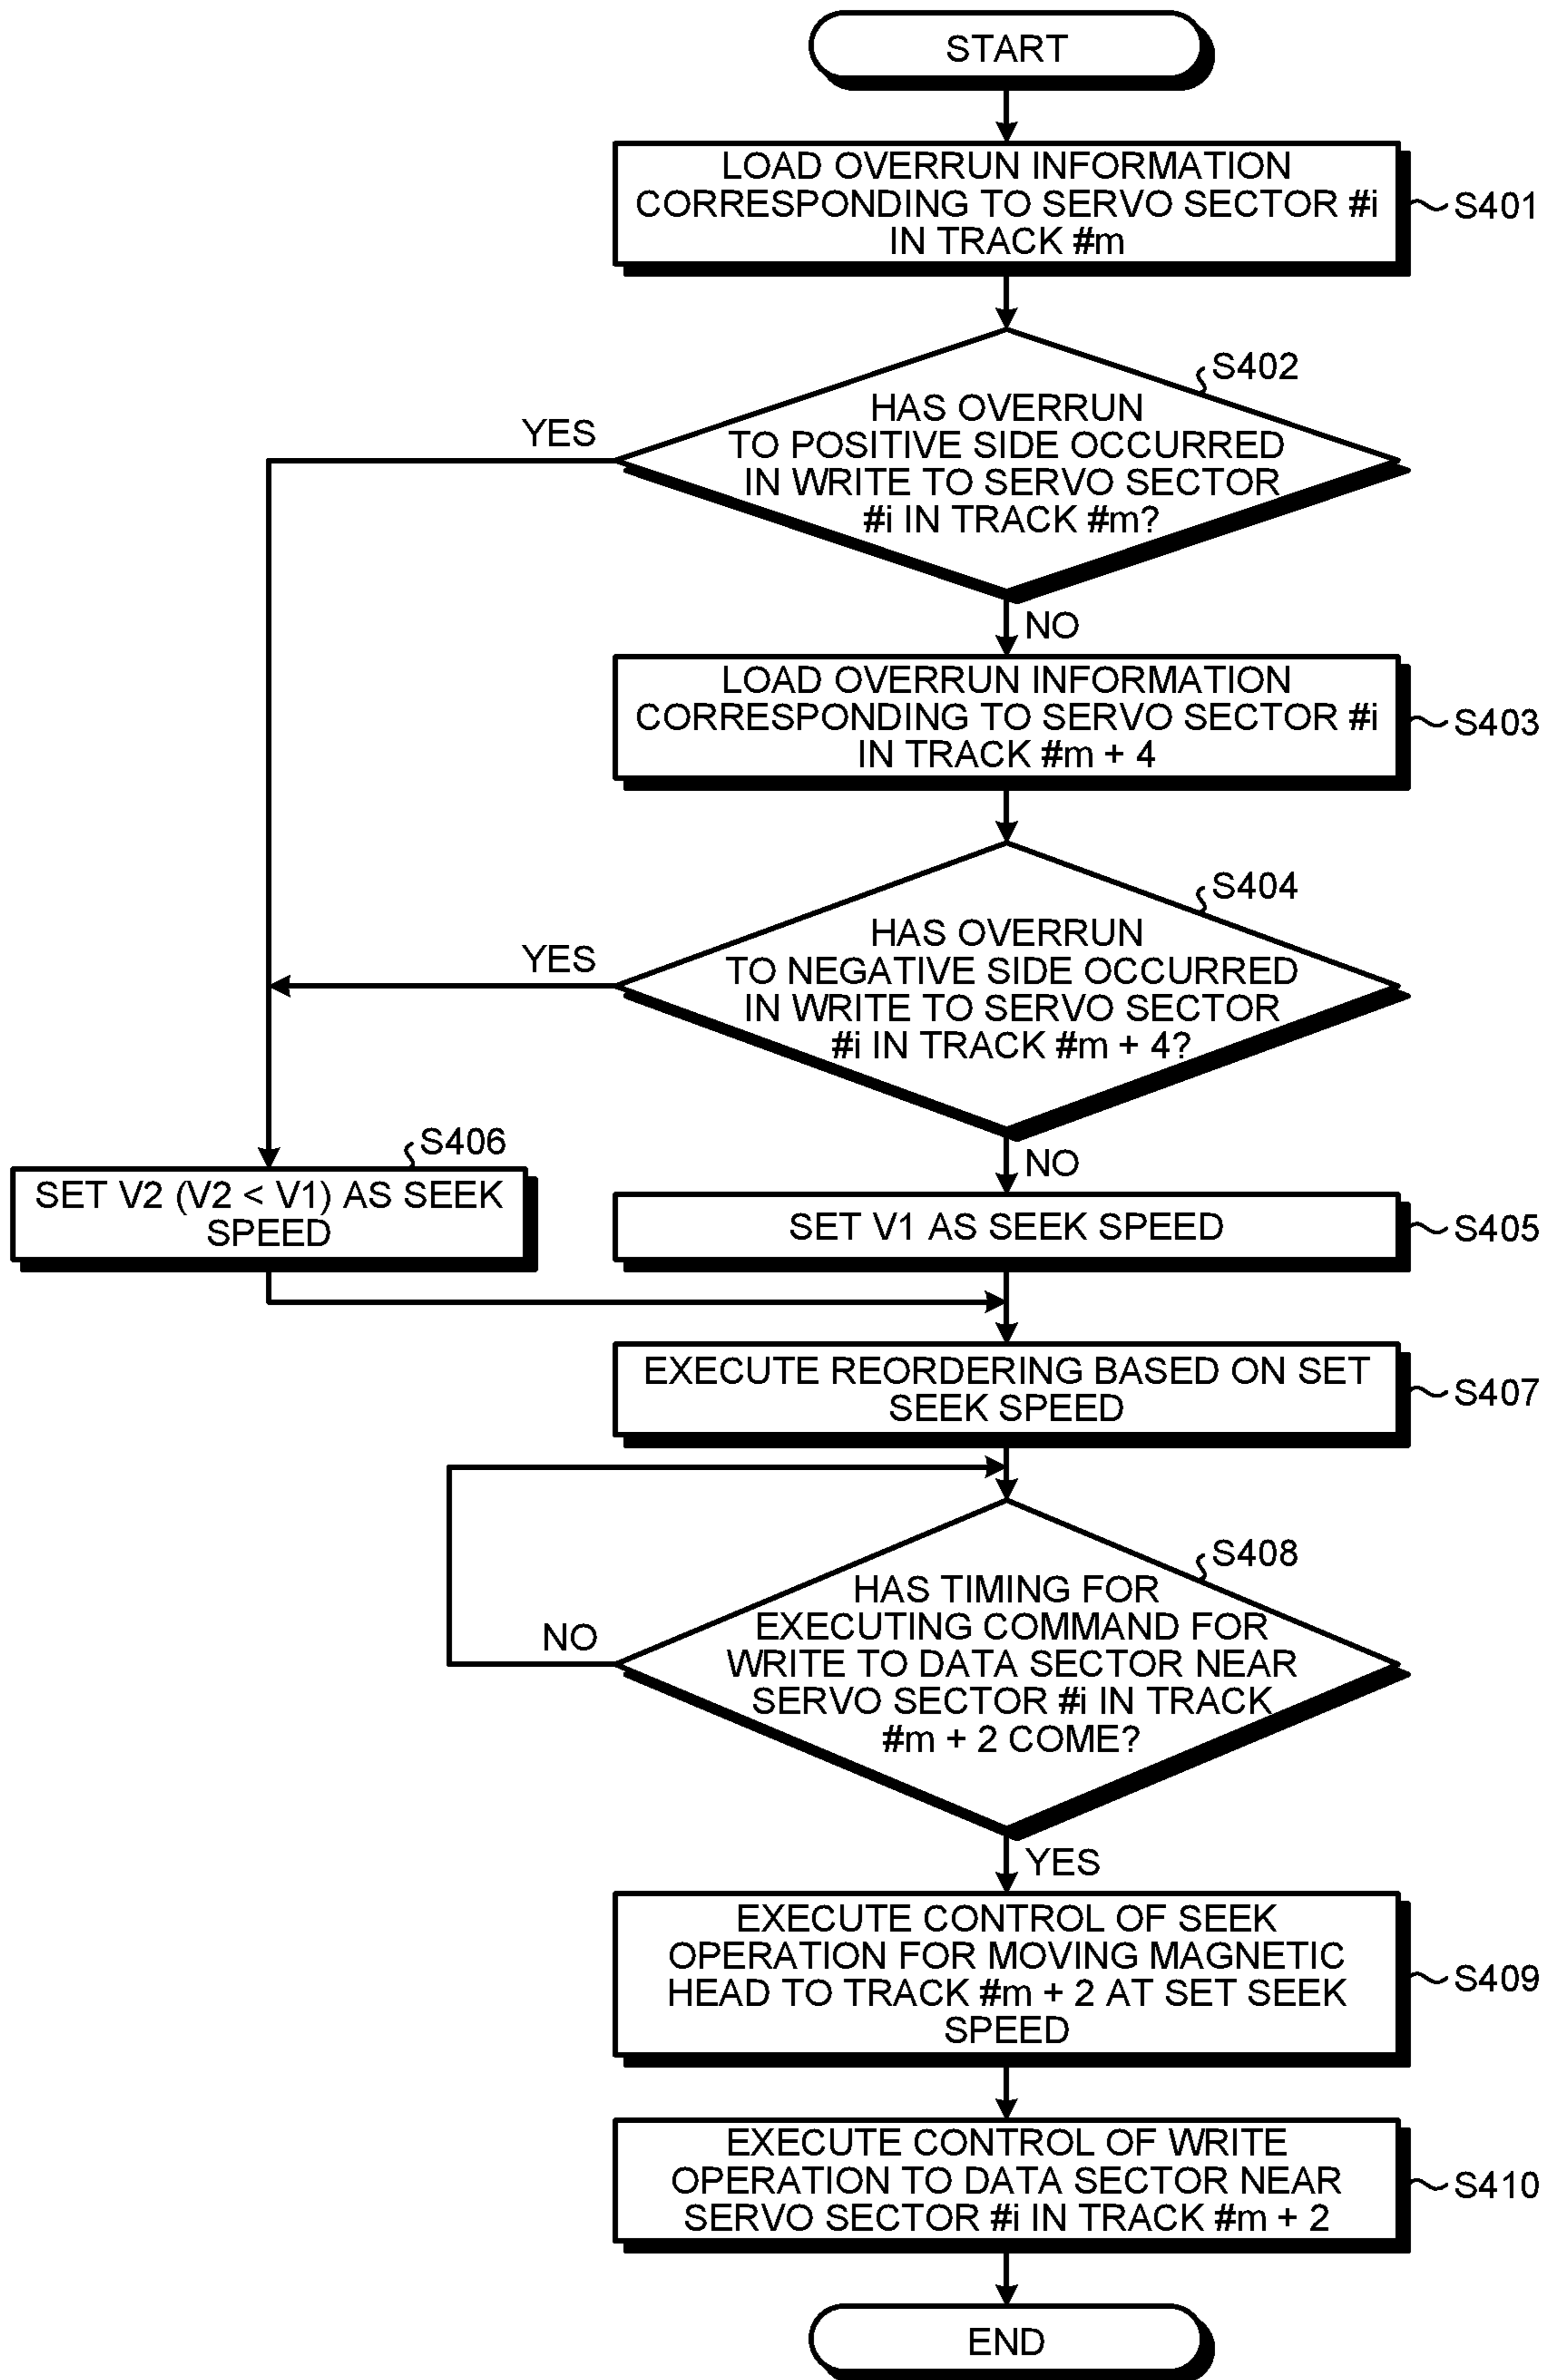 START
LOAD OVERRUN INFORMATION
CORRESPONDING TO SERVO SECTOR #i
IN TRACK #m
S401
S402
HAS OVERRUN
TO POSITIVE SIDE OCCURRED
IN WRITE TO SERVO SECTOR
#i IN TRACK #m?
YES
NO
LOAD OVERRUN INFORMATION
CORRESPONDING TO SERVO SECTOR #i
IN TRACK #m + 4
S403
S404
HAS OVERRUN
TO NEGATIVE SIDE OCCURRED
IN WRITE TO SERVO SECTOR
#i IN TRACK #m + 4?
YES
NO
S406
SET V2 (V2 < V1) AS SEEK
SPEED
SET V1 AS SEEK SPEED
S405
EXECUTE REORDERING BASED ON SET
SEEK SPEED
S407
S408
HAS TIMING FOR
EXECUTING COMMAND FOR
WRITE TO DATA SECTOR NEAR
SERVO SECTOR #i IN TRACK
#m + 2 COME?
NO
YES
EXECUTE CONTROL OF SEEK
OPERATION FOR MOVING MAGNETIC
HEAD TO TRACK #m + 2 AT SET SEEK
SPEED
S409
EXECUTE CONTROL OF WRITE
OPERATION TO DATA SECTOR NEAR
SERVO SECTOR #i IN TRACK #m + 2
S410
END